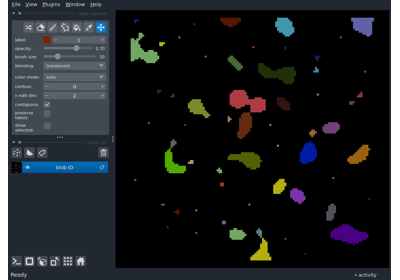 File View Plugins Window Help
label: 1
opacity: 0.70
brush size: 10
blending: translucent
color mode: auto
contour: 0
n edit dim: 2
contiguous:
preserve labels:
show selected:
blob ID
Ready
activity